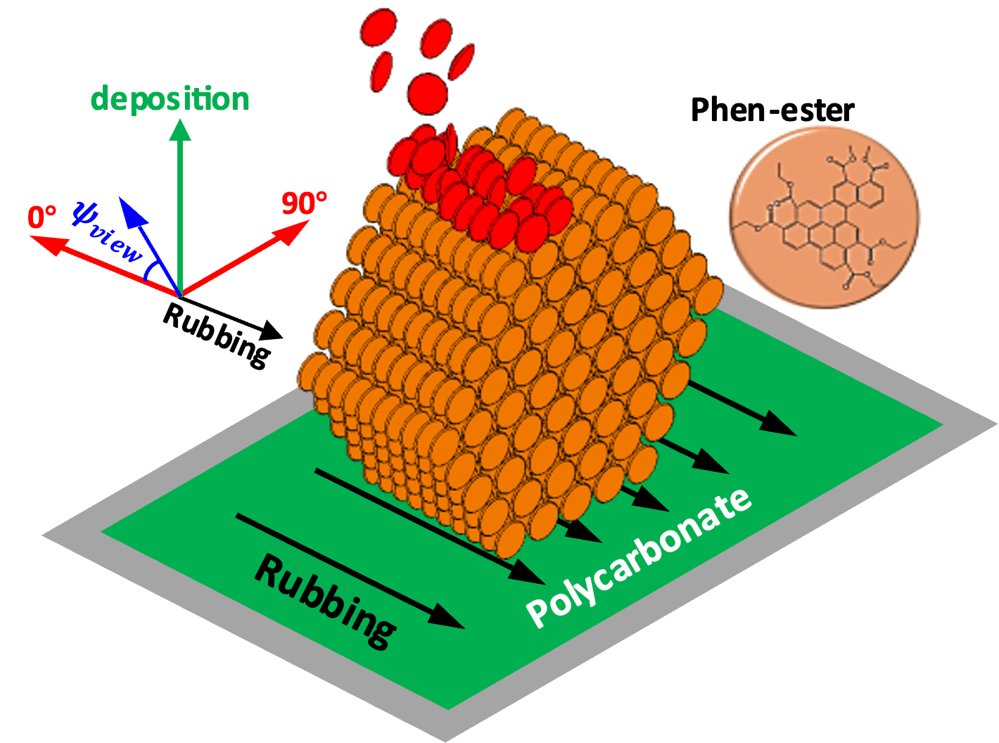 deposition
Phen-ester
0°
90°
ψview
Rubbing
Polycarbonate
Rubbing